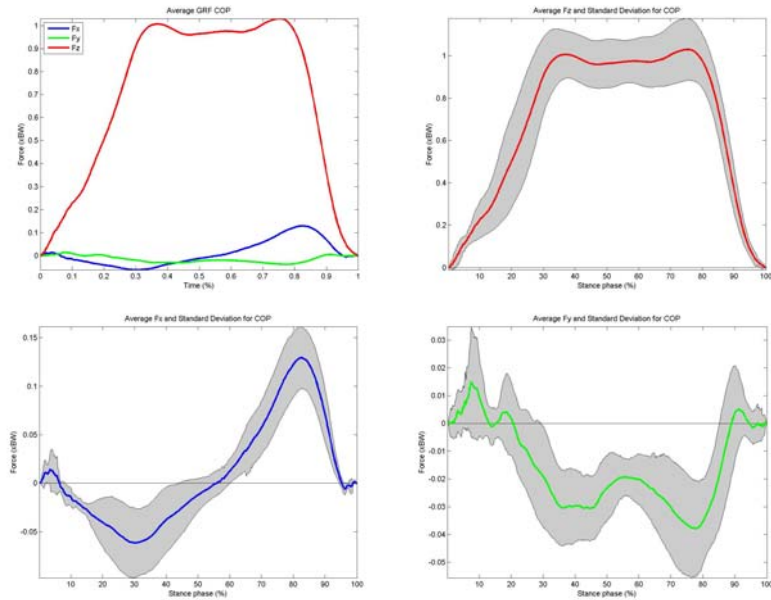 Average GRF COP
Fx
Fy
Fz
Force (xBW)
1
0.9
0.8
0.7
0.6
0.5
0.4
0.3
0.2
0.1
0
0 0.1 0.2 0.3 0.4 0.5 0.6 0.7 0.8 0.9 1
Time (%)
Average Fz and Standard Deviation for COP
Force (xBW)
1
0.8
0.6
0.4
0.2
0
10 20 30 40 50 60 70 80 90 100
Stance phase (%)
Average Fx and Standard Deviation for COP
Force (xBW)
0.15
0.1
0.05
0
-0.05
10 20 30 40 50 60 70 80 90 100
Stance phase (%)
Average Fy and Standard Deviation for COP
Force (xBW)
0.03
0.02
0.01
0
-0.01
-0.02
-0.03
-0.04
-0.05
10 20 30 40 50 60 70 80 90 100
Stance phase (%)